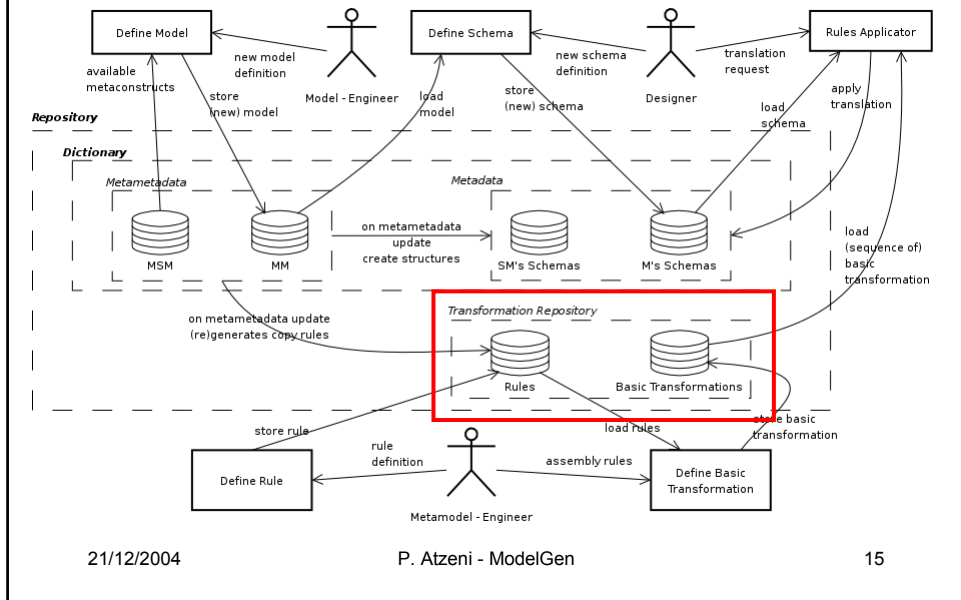 Define Model
Define Schema
Rules Applicator
new model
definition
new schema
definition
translation
request
available
metaconstructs
store
(new) model
Model - Engineer
load
model
store
(new) schema
Designer
load
schema
apply
translation
Repository
Dictionary
Metametadata
Metadata
on metametadata
update
create structures
MSM
MM
SM's Schemas
M's Schemas
load
(sequence of)
basic
transformation
on metametadata update
(re)generates copy rules
Transformation Repository
Rules
Basic Transformations
store rule
rule
definition
load rules
store basic
transformation
assembly rules
Define Rule
Define Basic
Transformation
Metamodel - Engineer
21/12/2004
P. Atzeni - ModelGen
15